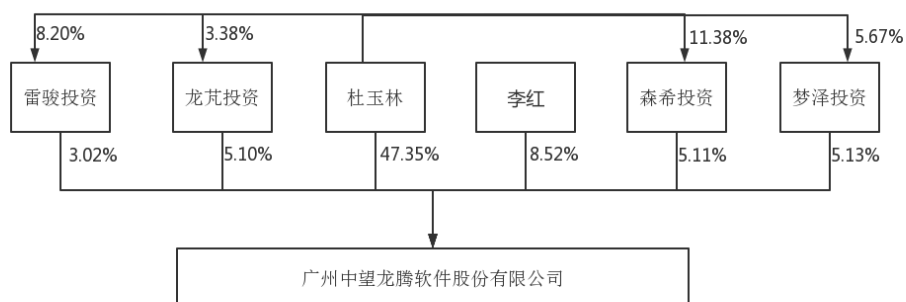 8.20% 3.38% 11.38% 5.67%
雷骏投资 龙芃投资 杜玉林 李红 森希投资 梦泽投资
3.02% 5.10% 47.35% 8.52% 5.11% 5.13%
广州中望龙腾软件股份有限公司